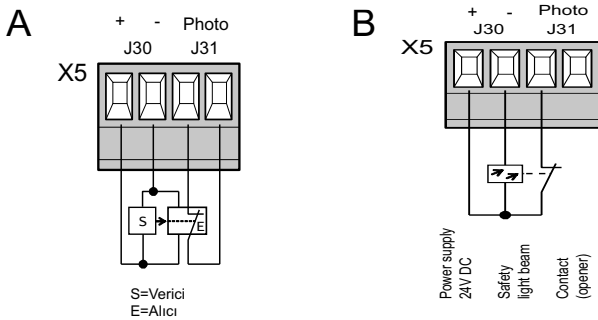 A
+ - Photo
J30 J31
X5
S
E
S=Verici
E=Alıcı
B
+ - Photo
J30 J31
X5
Power supply
24V DC
Safety
light beam
Contact
(opener)